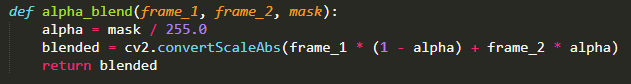 def alpha_blend(frame_1, frame_2, mask):
    alpha = mask / 255.0
    blended = cv2.convertScaleAbs(frame_1 * (1 - alpha) + frame_2 * alpha)
    return blended